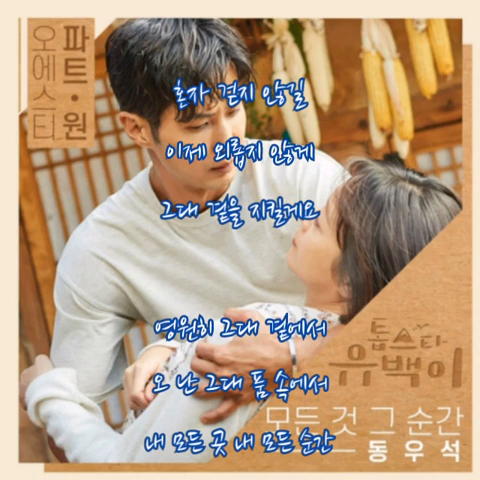 오에스티
파트·원
혼자 걷지 않길
이제 외롭지 않게
그대 곁을 지킬게요
영원히 그대 곁에서
오 난 그대 품 속에서
내 모든 곳 내 모든 순간
톱스타
유백이
모든 것 그 순간
동우석